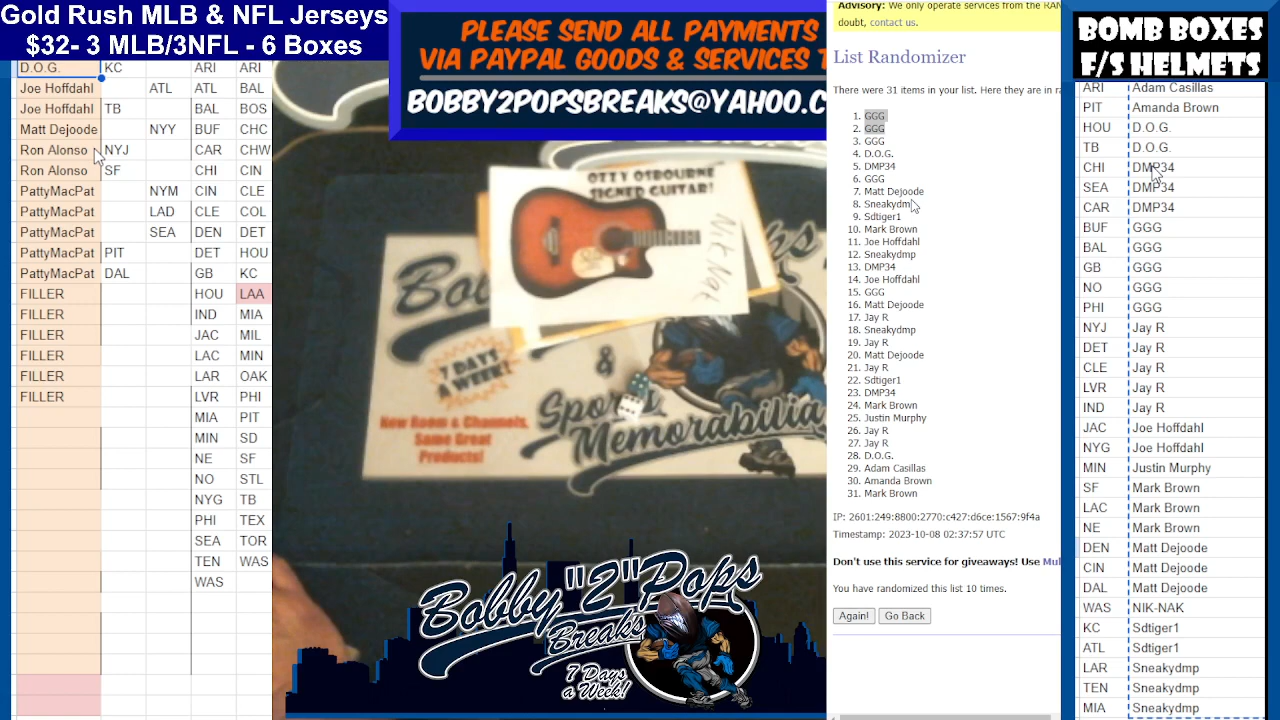 Gold Rush MLB & NFL Jerseys
$32- 3 MLB/3NFL - 6 Boxes
D.O.G. KC ARI ARI
Joe Hoffdahl ATL ATL BAL
Joe Hoffdahl TB BAL BOS
Matt Dejoode NYY BUF CHC
Ron Alonso NYJ CAR CHW
Ron Alonso SF CHI CIN
PattyMacPat NYM CIN CLE
PattyMacPat LAD CLE COL
PattyMacPat SEA DEN DET
PattyMacPat PIT DET HOU
PattyMacPat DAL GB KC
FILLER HOU LAA
FILLER IND MIA
FILLER JAC MIL
FILLER LAC MIN
FILLER LAR OAK
FILLER LVR PHI
MIA PIT
MIN SD
NE SF
NO STL
NYG TB
PHI TEX
SEA TOR
TEN WAS
WAS
PLEASE SEND ALL PAYMENTS
VIA PAYPAL GOODS & SERVICES T
BOBBY2POPSBREAKS@YAHOO.C
OTTY OSBOURNE
SIGNED GUITAR!
Nik Nak
Bob
ps
7 DAYS
A WEEK!
&
Sports
Memorabilia
New Room & Channels,
Same Great
Products!
Bobby "2" Pops
Breaks
7 Days
a Week!
Advisory: We only operate services from the RAN
doubt, contact us.
List Randomizer
There were 31 items in your list. Here they are in ra
1. GGG
2. GGG
3. GGG
4. D.O.G.
5. DMP34
6. GGG
7. Matt Dejoode
8. Sneakydmp
9. Sdtiger1
10. Mark Brown
11. Joe Hoffdahl
12. Sneakydmp
13. DMP34
14. Joe Hoffdahl
15. GGG
16. Matt Dejoode
17. Jay R
18. Sneakydmp
19. Jay R
20. Matt Dejoode
21. Jay R
22. Sdtiger1
23. DMP34
24. Mark Brown
25. Justin Murphy
26. Jay R
27. Jay R
28. D.O.G.
29. Adam Casillas
30. Amanda Brown
31. Mark Brown
IP: 2601:249:8800:2770:c427:d6ce:1567:9f4a
Timestamp: 2023-10-08 02:37:57 UTC
Don't use this service for giveaways! Use Mul
You have randomized this list 10 times.
Again! Go Back
BOMB BOXES
F/S HELMETS
ARI Adam Casillas
PIT Amanda Brown
HOU D.O.G.
TB D.O.G.
CHI DMP34
SEA DMP34
CAR DMP34
BUF GGG
BAL GGG
GB GGG
NO GGG
PHI GGG
NYJ Jay R
DET Jay R
CLE Jay R
LVR Jay R
IND Jay R
JAC Joe Hoffdahl
NYG Joe Hoffdahl
MIN Justin Murphy
SF Mark Brown
LAC Mark Brown
NE Mark Brown
DEN Matt Dejoode
CIN Matt Dejoode
DAL Matt Dejoode
WAS NIK-NAK
KC Sdtiger1
ATL Sdtiger1
LAR Sneakydmp
TEN Sneakydmp
MIA Sneakydmp